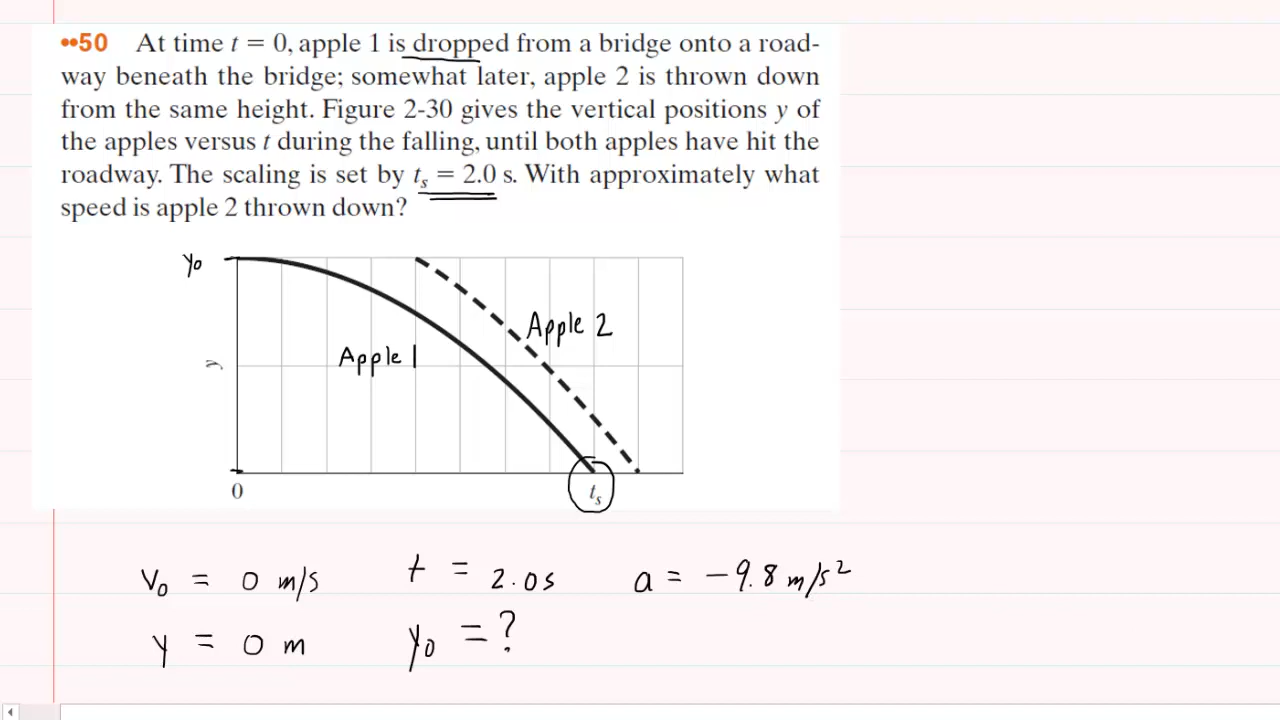 ••50 At time t = 0, apple 1 is dropped from a bridge onto a road-
way beneath the bridge; somewhat later, apple 2 is thrown down
from the same height. Figure 2-30 gives the vertical positions y of
the apples versus t during the falling, until both apples have hit the
roadway. The scaling is set by tₛ = 2.0 s. With approximately what
speed is apple 2 thrown down?
y₀
Apple 2
Apple 1
y
0 tₛ
v₀ = 0 m/s t = 2.0s a = -9.8 m/s²
y = 0 m y₀ = ?